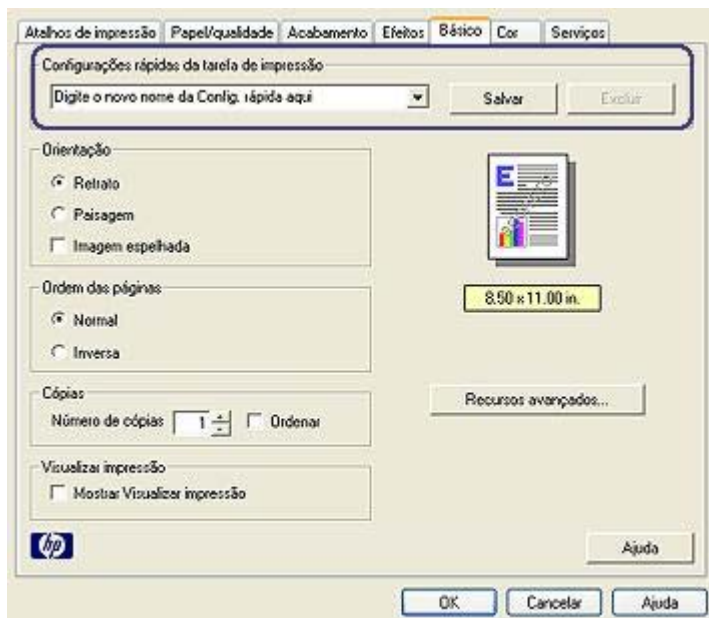 Atalhos de impressão Papel/qualidade Acabamento Efeitos Básico Cor Serviços
Configurações rápidas da tarefa de impressão
Digite o novo nome da Config. rápida aqui Salvar Excluir
Orientação
Retrato
Paisagem
Imagem espelhada
E
8.50 x 11.00 in.
Ordem das páginas
Normal
Inversa
Cópias
Número de cópias 1 Ordenar
Recursos avançados...
Visualizar impressão
Mostrar Visualizar impressão
hp
Ajuda
OK Cancelar Ajuda